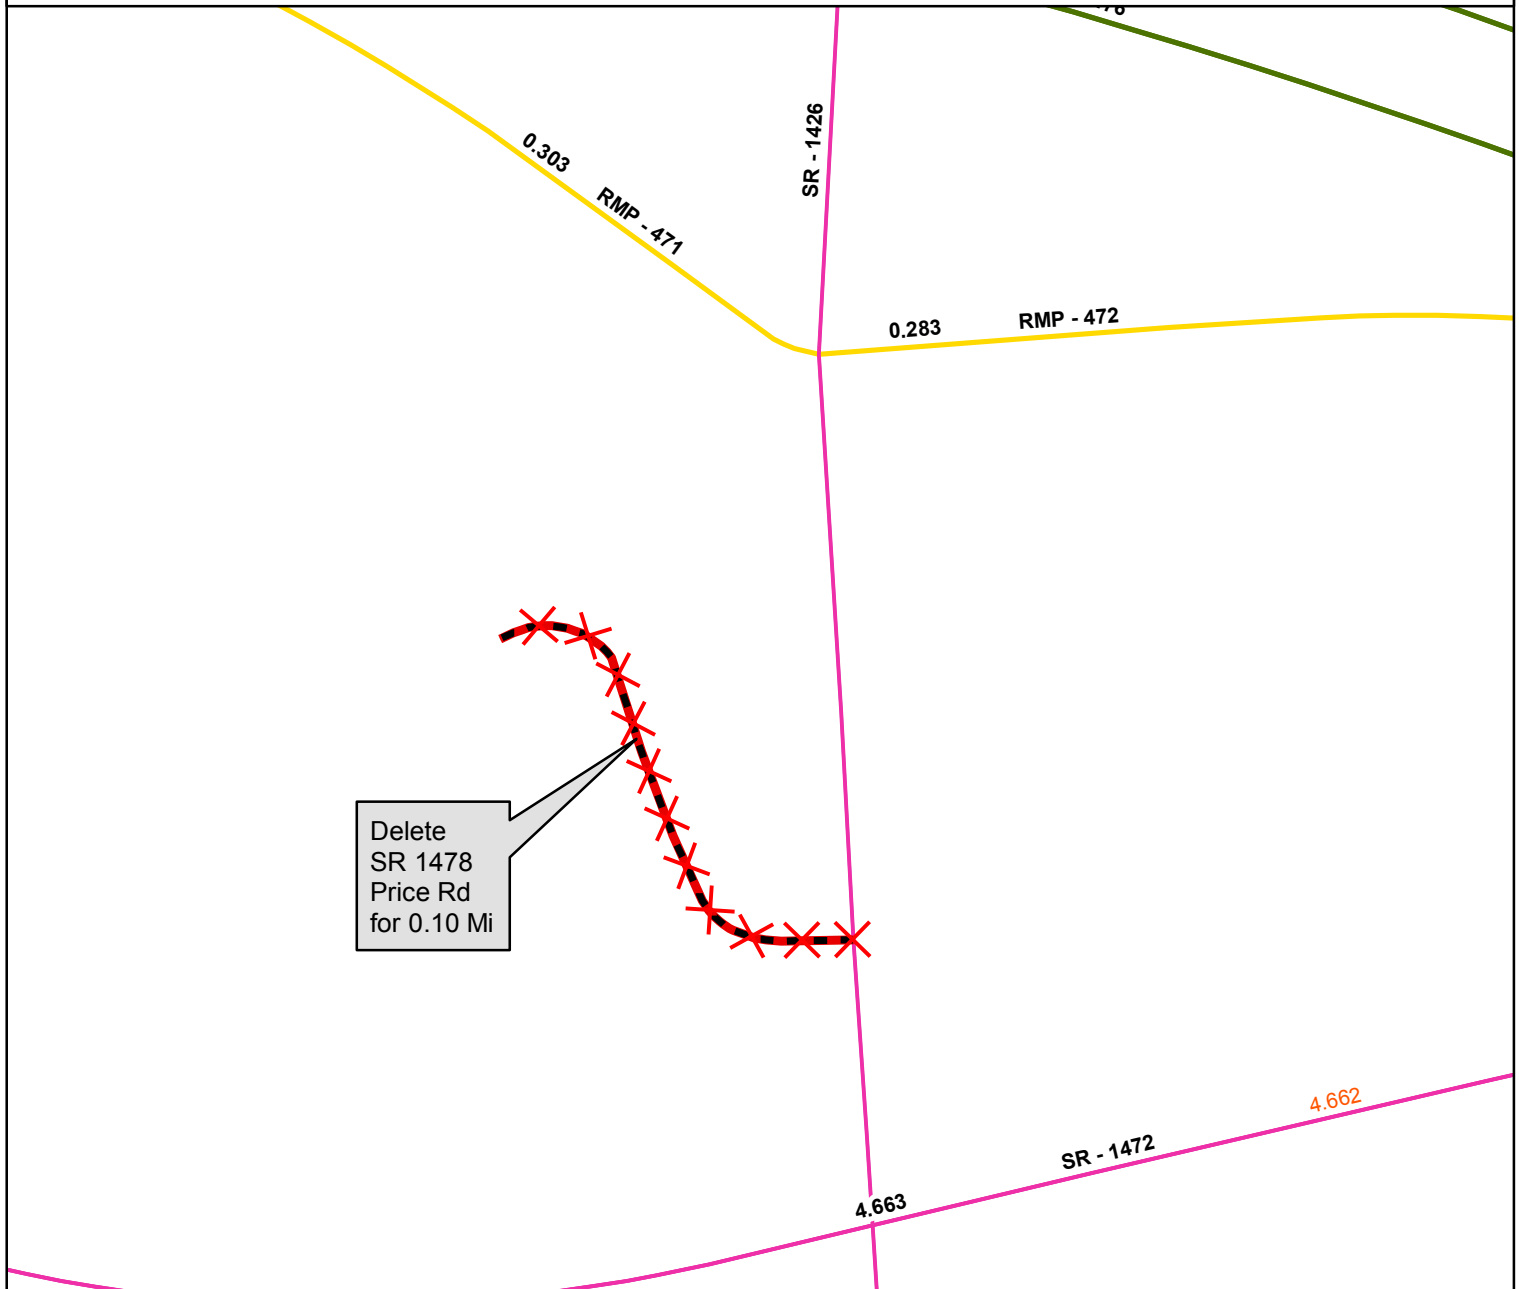 SR - 1426
0.303
RMP - 471
0.283
RMP - 472
Delete
SR 1478
Price Rd
for 0.10 Mi
4.662
SR - 1472
4.663